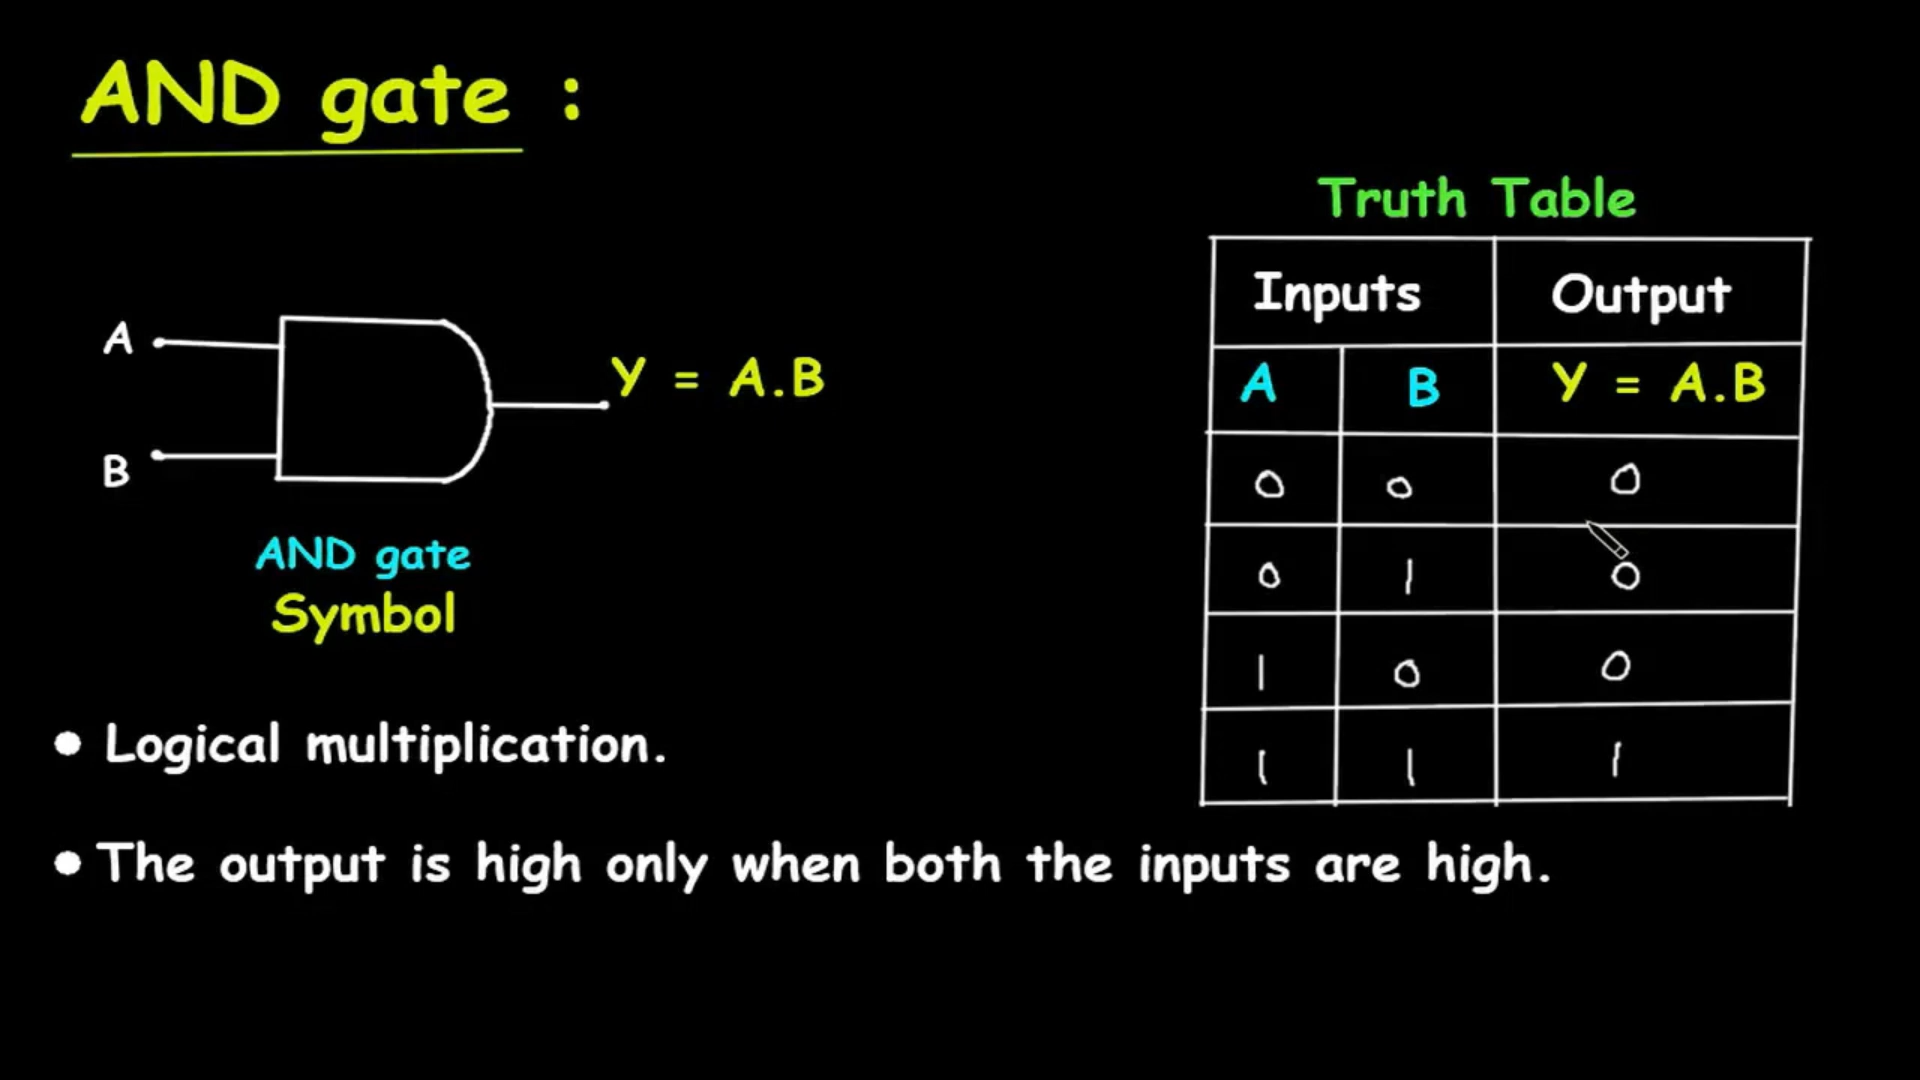 AND gate :
A
B
Y = A.B
AND gate
Symbol
Truth Table
Inputs Output
A B Y = A.B
0 0 0
0 1 0
1 0 0
1 1 1
• Logical multiplication.
• The output is high only when both the inputs are high.